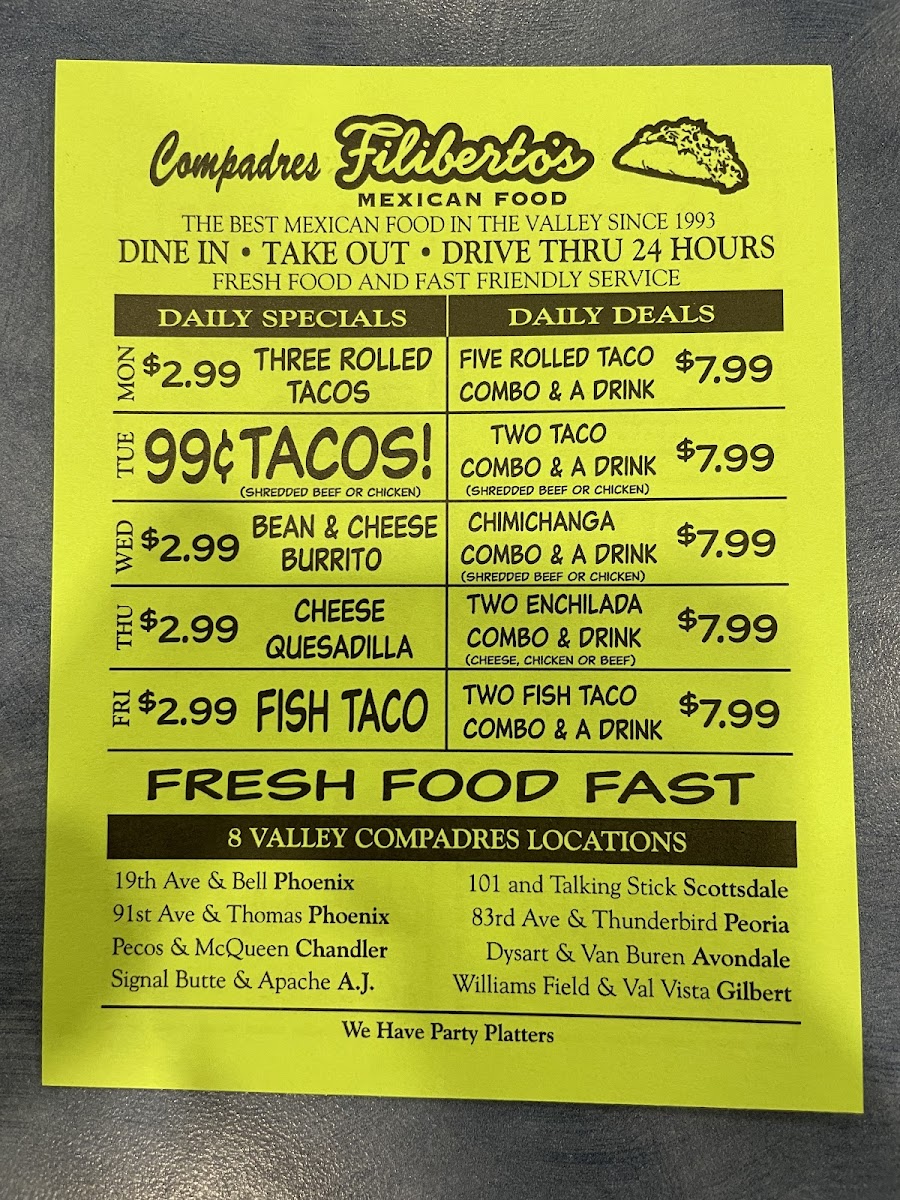 Compadres Filiberto's
MEXICAN FOOD
THE BEST MEXICAN FOOD IN THE VALLEY SINCE 1993
DINE IN • TAKE OUT • DRIVE THRU 24 HOURS
FRESH FOOD AND FAST FRIENDLY SERVICE
DAILY SPECIALS
DAILY DEALS
MON
$2.99
THREE ROLLED
TACOS
FIVE ROLLED TACO
COMBO & A DRINK
$7.99
TUE
99¢ TACOS!
(SHREDDED BEEF OR CHICKEN)
TWO TACO
COMBO & A DRINK
(SHREDDED BEEF OR CHICKEN)
$7.99
WED
$2.99
BEAN & CHEESE
BURRITO
CHIMICHANGA
COMBO & A DRINK
(SHREDDED BEEF OR CHICKEN)
$7.99
THU
$2.99
CHEESE
QUESADILLA
TWO ENCHILADA
COMBO & DRINK
(CHEESE, CHICKEN OR BEEF)
$7.99
FRI
$2.99
FISH TACO
TWO FISH TACO
COMBO & A DRINK
$7.99
FRESH FOOD FAST
8 VALLEY COMPADRES LOCATIONS
19th Ave & Bell Phoenix
91st Ave & Thomas Phoenix
Pecos & McQueen Chandler
Signal Butte & Apache A.J.
101 and Talking Stick Scottsdale
83rd Ave & Thunderbird Peoria
Dysart & Van Buren Avondale
Williams Field & Val Vista Gilbert
We Have Party Platters